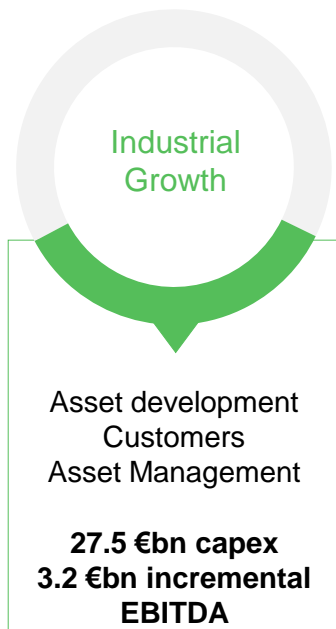 Industrial
Growth
Asset development
Customers
Asset Management
27.5 €bn capex
3.2 €bn incremental
EBITDA